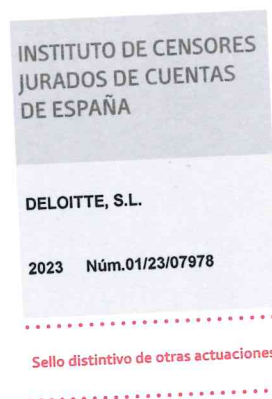 INSTITUTO DE CENSORES
JURADOS DE CUENTAS
DE ESPAÑA
DELOITTE, S.L.
2023 Núm.01/23/07978
Sello distintivo de otras actuaciones